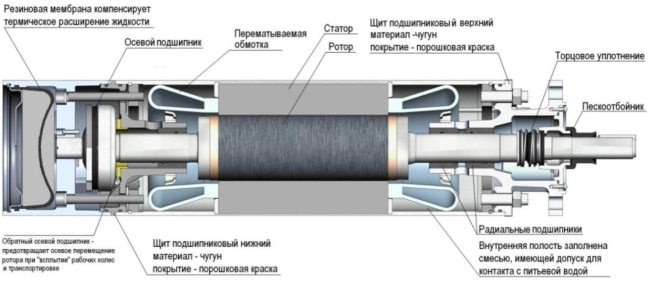 Резиновая мембрана компенсирует
термическое расширение жидкости
Осевой подшипник
Перематываемая
обмотка
Статор
Ротор
Щит подшипниковый верхний
материал -чугун
покрытие - порошковая краска
Торцовое уплотнение
Пескоотбойник
Обратный осевой подшипник -
предотвращает осевое перемещение
ротора при "всплытии" рабочих колес
и транспортировке
Щит подшипниковый нижний
материал - чугун
покрытие - порошковая краска
Радиальные подшипники
Внутренняя полость заполнена
смесью, имеющей допуск для
контакта с питьевой водой